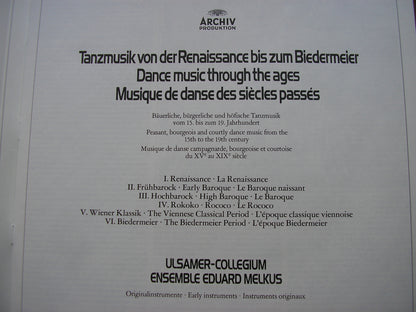 ARCHIV
PRODUKTION
Tanzmusik von der Renaissance bis zum Biedermeier
Dance music through the ages
Musique de danse des siècles passés
Bäuerliche, bürgerliche und höfische Tanzmusik
vom 15. bis zum 19. Jahrhundert
Peasant, bourgeois and courtly dance music from the
15th to the 19th century
Musique de danse campagnarde, bourgeoise et courtoise
du XVe au XIXe siècle
I. Renaissance · La Renaissance
II. Frühbarock · Early Baroque · Le Baroque naissant
III. Hochbarock · High Baroque · Le Baroque
IV. Rokoko · Rococo · Le Rococo
V. Wiener Klassik · The Viennese Classical Period · L'époque classique viennoise
VI. Biedermeier · The Biedermeier Period · L'époque Biedermeier
ULSAMER-COLLEGIUM
ENSEMBLE EDUARD MELKUS
Originalinstrumente · Early instruments · Instruments originaux